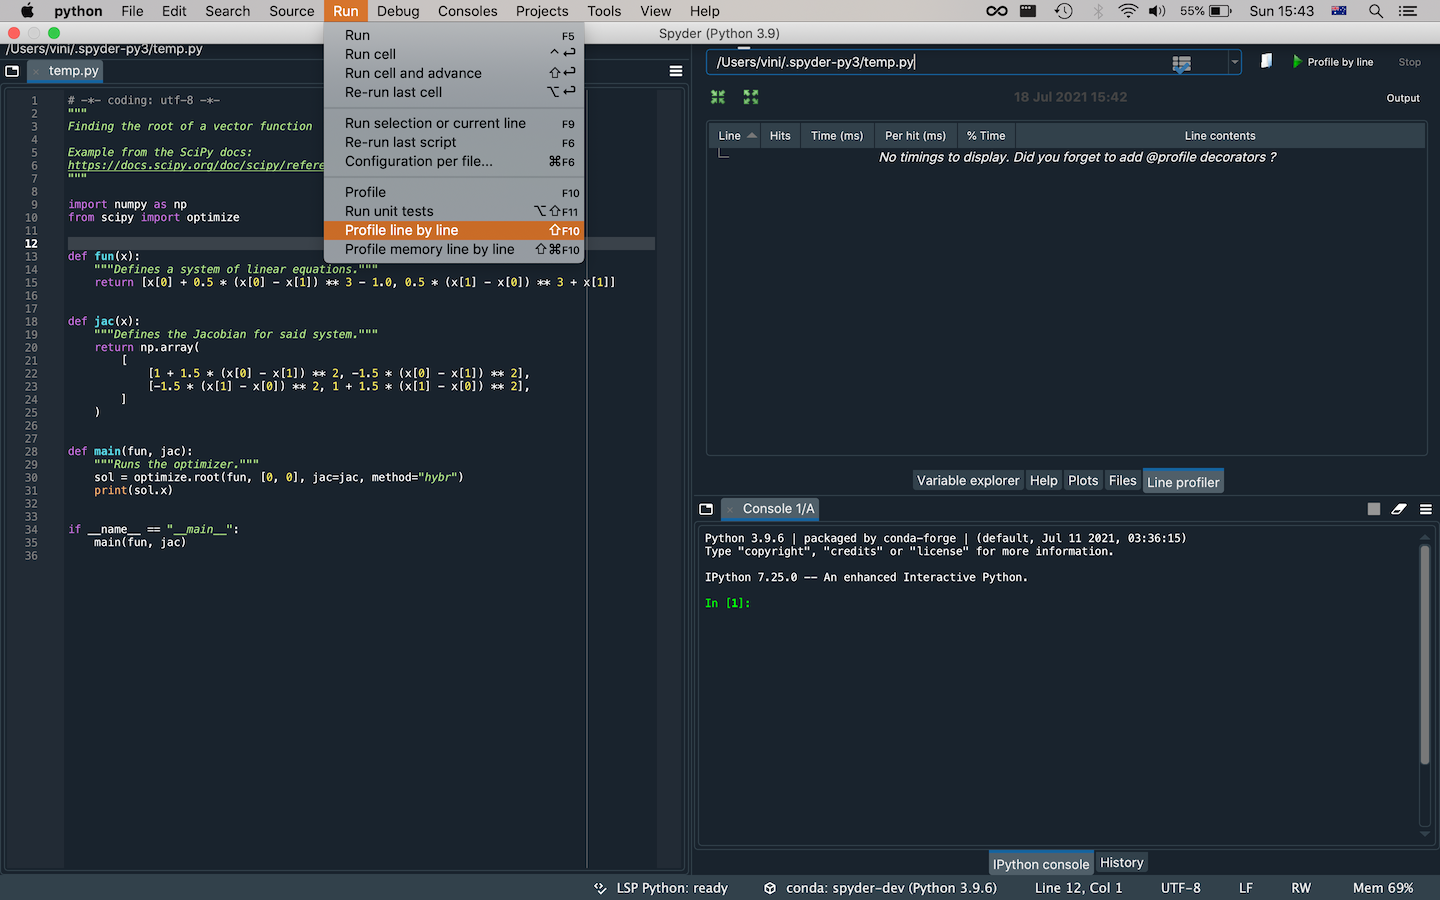 python File Edit Search Source Run Debug Consoles Projects Tools View Help 55% Sun 15:43
Spyder (Python 3.9)
/Users/vini/.spyder-py3/temp.py
temp.py
Run F5
Run cell ^
Run cell and advance
Re-run last cell
Run selection or current line F9
Re-run last script F6
Configuration per file... ⌘F6
Profile F10
Run unit tests ⌥⇧F11
Profile line by line ⇧F10
Profile memory line by line ⇧⌘F10
1 # -*- coding: utf-8 -*-
2 """
3 Finding the root of a vector function
4
5 Example from the SciPy docs:
6 https://docs.scipy.org/doc/scipy/refere
7 """
8
9 import numpy as np
10 from scipy import optimize
11
12
13 def fun(x):
14 """Defines a system of linear equations."""
15 return [x[0] + 0.5 * (x[0] - x[1]) ** 3 - 1.0, 0.5 * (x[1] - x[0]) ** 3 + x[1]]
16
17
18 def jac(x):
19 """Defines the Jacobian for said system."""
20 return np.array(
21 [
22 [1 + 1.5 * (x[0] - x[1]) ** 2, -1.5 * (x[0] - x[1]) ** 2],
23 [-1.5 * (x[1] - x[0]) ** 2, 1 + 1.5 * (x[1] - x[0]) ** 2],
24 ]
25 )
26
27
28 def main(fun, jac):
29 """Runs the optimizer."""
30 sol = optimize.root(fun, [0, 0], jac=jac, method="hybr")
31 print(sol.x)
32
33
34 if __name__ == "__main__":
35 main(fun, jac)
36
/Users/vini/.spyder-py3/temp.py Profile by line Stop
18 Jul 2021 15:42 Output
Line Hits Time (ms) Per hit (ms) % Time Line contents
No timings to display. Did you forget to add @profile decorators ?
Variable explorer Help Plots Files Line profiler
Console 1/A
Python 3.9.6 | packaged by conda-forge | (default, Jul 11 2021, 03:36:15)
Type "copyright", "credits" or "license" for more information.
IPython 7.25.0 -- An enhanced Interactive Python.
In [1]:
IPython console History
LSP Python: ready conda: spyder-dev (Python 3.9.6) Line 12, Col 1 UTF-8 LF RW Mem 69%